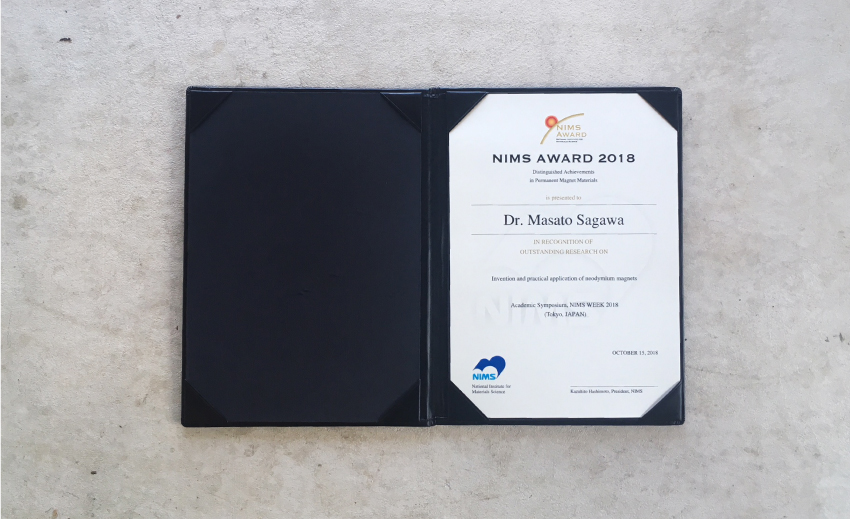 NIMS
AWARD
NIMS AWARD 2018
Distinguished Achievements
in Permanent Magnet Materials
is presented to
Dr. Masato Sagawa
IN RECOGNITION OF
OUTSTANDING RESEARCH ON
Invention and practical application of neodymium magnets
Academic Symposium, NIMS WEEK 2018
(Tokyo, JAPAN)
OCTOBER 15, 2018
NIMS
National Institute for
Materials Science
Kazuhito Hashimoto, President, NIMS